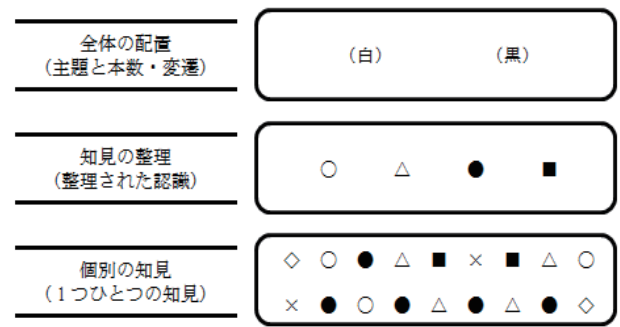 全体の配置
（主題と本数・変遷）
（白） （黒）
知見の整理
（整理された認識）
○ △ ● ■
個別の知見
（１つひとつの知見）
◇ ○ ● △ ■ × ■ △ ○
× ● ○ ● △ ● △ ● ◇